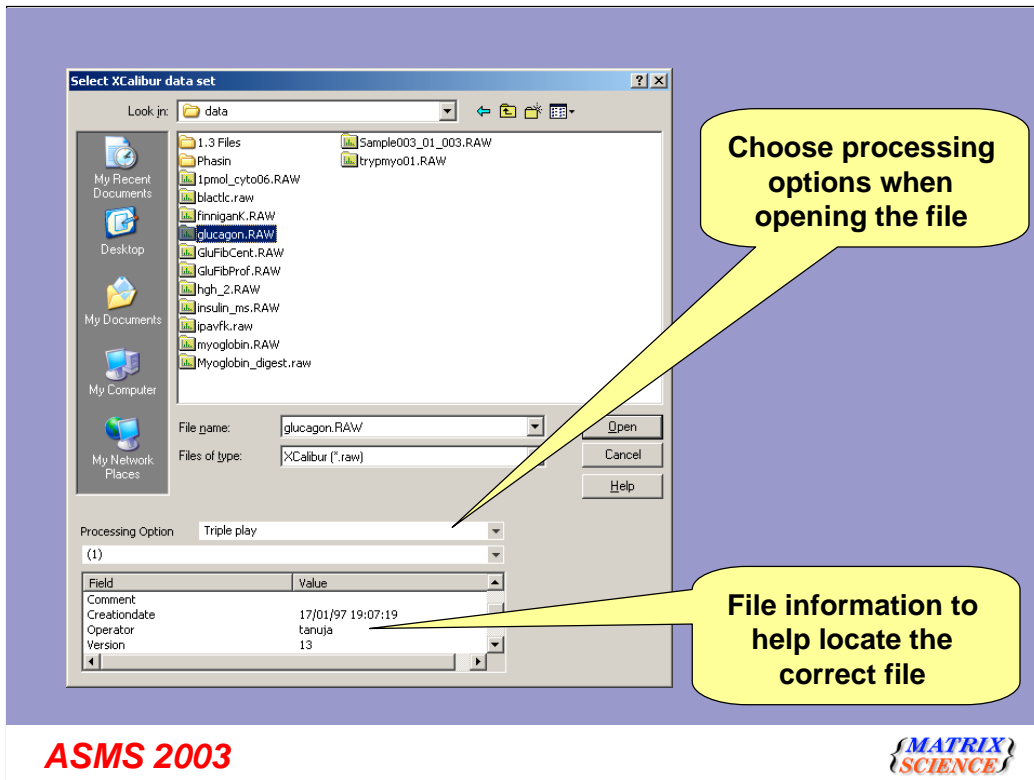 Select XCalibur data set
Look in: data
My Recent Documents
Desktop
My Documents
My Computer
My Network Places
1.3 Files
Phasin
1pmol_cyto06.RAW
blactlc.raw
finniganK.RAW
glucagon.RAW
GluFibCent.RAW
GluFibProf.RAW
hgh_2.RAW
insulin_ms.RAW
ipavfk.raw
myoglobin.RAW
Myoglobin_digest.raw
Sample003_01_003.RAW
trypmyo01.RAW
File name: glucagon.RAW
Open
Files of type: XCalibur (*.raw)
Cancel
Help
Processing Option Triple play
(1)
Field Value
Comment
Creationdate 17/01/97 19:07:19
Operator tanuja
Version 13
Choose processing
options when
opening the file
File information to
help locate the
correct file
ASMS 2003
{MATRIX
SCIENCE}